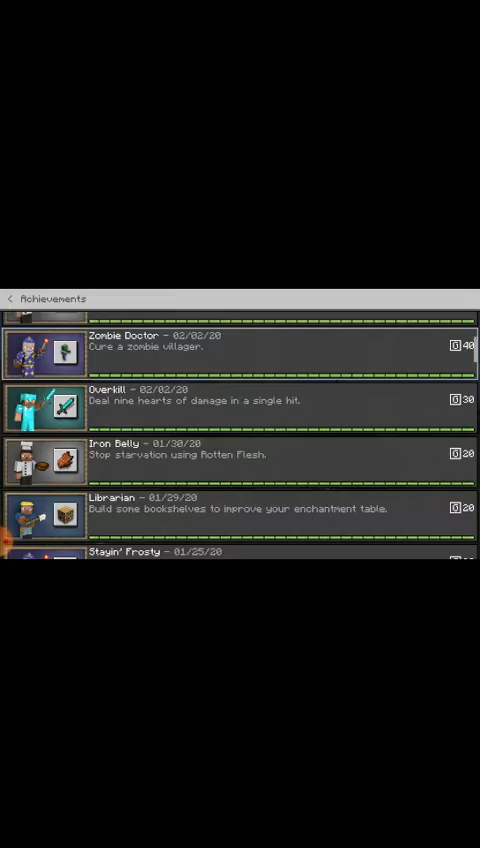 Achievements
Zombie Doctor - 02/02/20
Cure a zombie villager.
G 40
Overkill - 02/02/20
Deal nine hearts of damage in a single hit.
G 30
Iron Belly - 01/30/20
Stop starvation using Rotten Flesh.
G 20
Librarian - 01/29/20
Build some bookshelves to improve your enchantment table.
G 20
Stayin' Frosty - 01/25/20